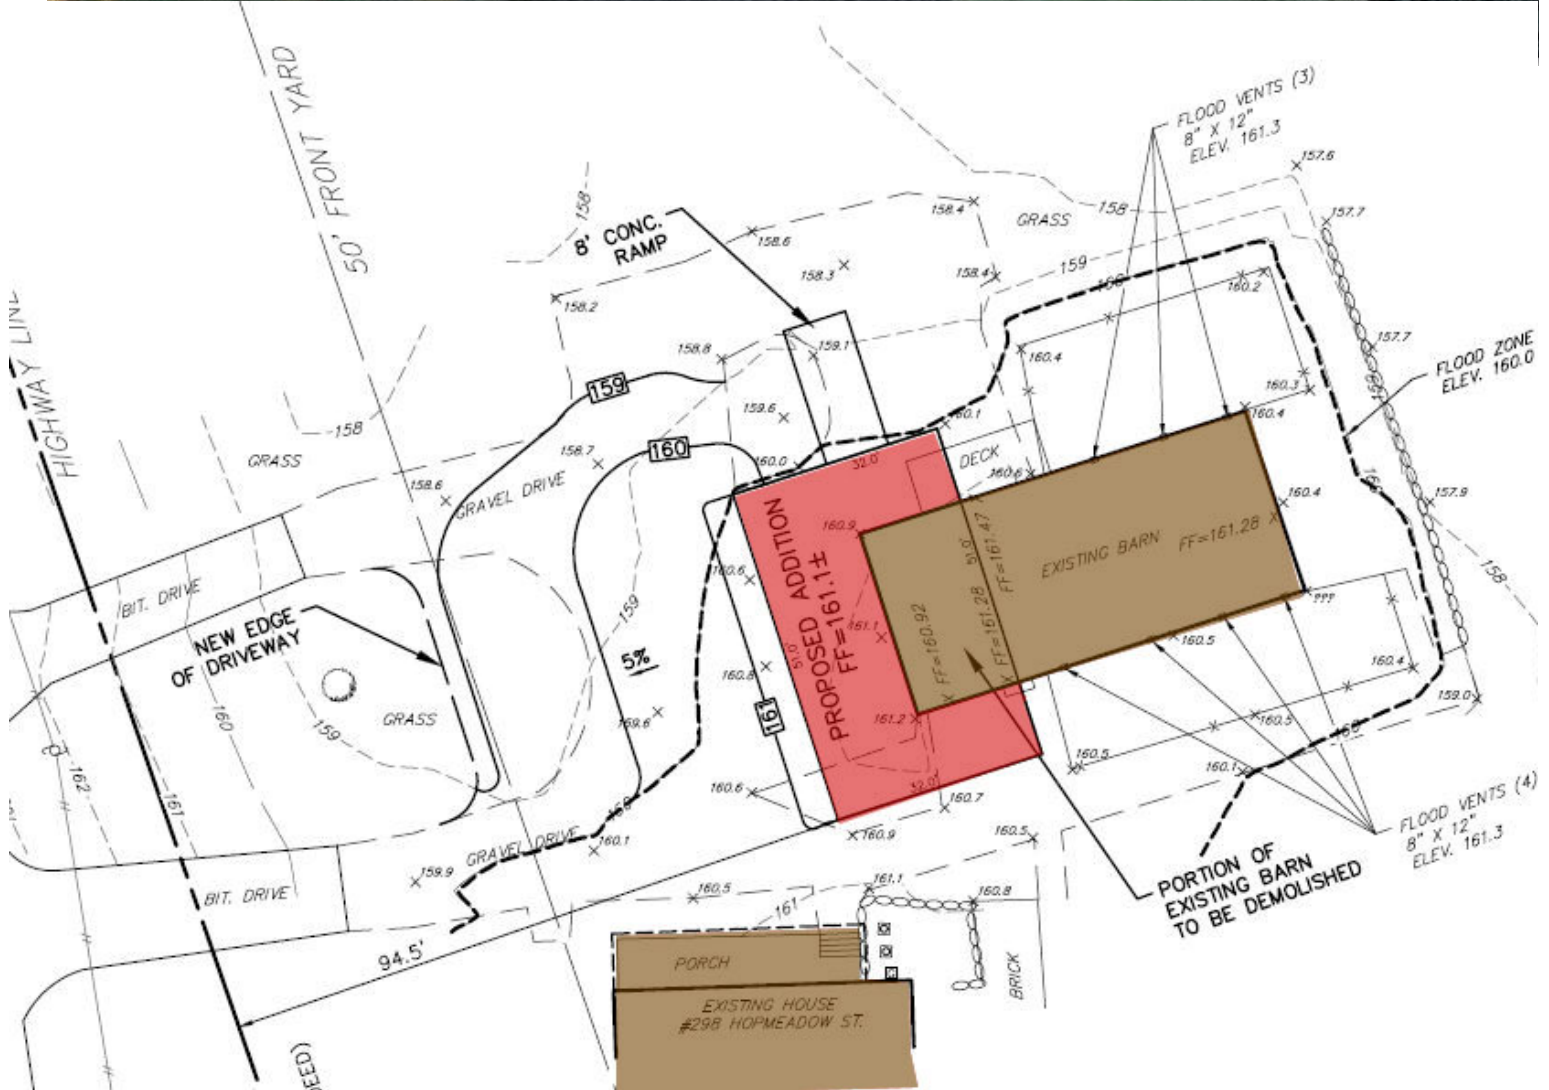 FLOOD VENTS (3)
8" X 12"
ELEV. 161.3
50' FRONT YARD
HIGHWAY LINE
8' CONC.
RAMP
158
158.6
158.3
158.4
158.4
GRASS
158
157.6
157.7
157.7
157.9
158.2
158.8
159.1
159
160.2
160.4
160.3
160.4
FLOOD ZONE
ELEV. 160.0
159
160
159.6
160.1
160.0
32.0'
DECK
160.6
158
GRASS
158.7
158.6
GRAVEL DRIVE
160.9
160.4
158
BIT. DRIVE
NEW EDGE
OF DRIVEWAY
159
5%
160.6
160.8
161
159.6
PROPOSED ADDITION
FF=161.1±
51.0'
161.1
161.2
FF=160.92
FF=161.28
51.0'
FF=161.47
EXISTING BARN
FF=161.28
???
160.5
160.4
159.0
160.5
160.5
160.1
160
GRASS
159
160
161
162
GRAVEL DRIVE
160.1
160.6
32.0'
160.7
160.9
160.5
BIT. DRIVE
159.9
160.5
161
161.1
160.8
FLOOD VENTS (4)
8" X 12"
ELEV. 161.3
PORTION OF
EXISTING BARN
TO BE DEMOLISHED
94.5'
PORCH
EXISTING HOUSE
#298 HOPMEADOW ST.
BRICK
EED)